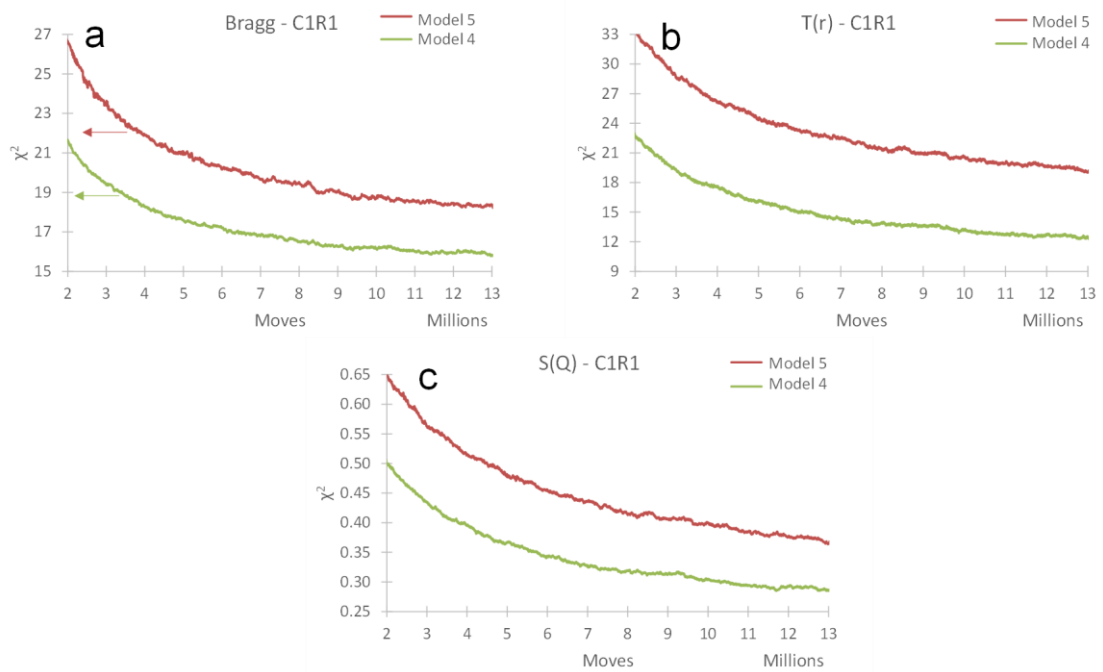 a
Bragg - C1R1
Model 5
Model 4
27
25
23
21
19
17
15
χ²
2 3 4 5 6 7 8 9 10 11 12 13
Moves Millions
b
T(r) - C1R1
Model 5
Model 4
33
30
27
24
21
18
15
12
9
χ²
2 3 4 5 6 7 8 9 10 11 12 13
Moves Millions
c
S(Q) - C1R1
Model 5
Model 4
0.65
0.60
0.55
0.50
0.45
0.40
0.35
0.30
0.25
χ²
2 3 4 5 6 7 8 9 10 11 12 13
Moves Millions